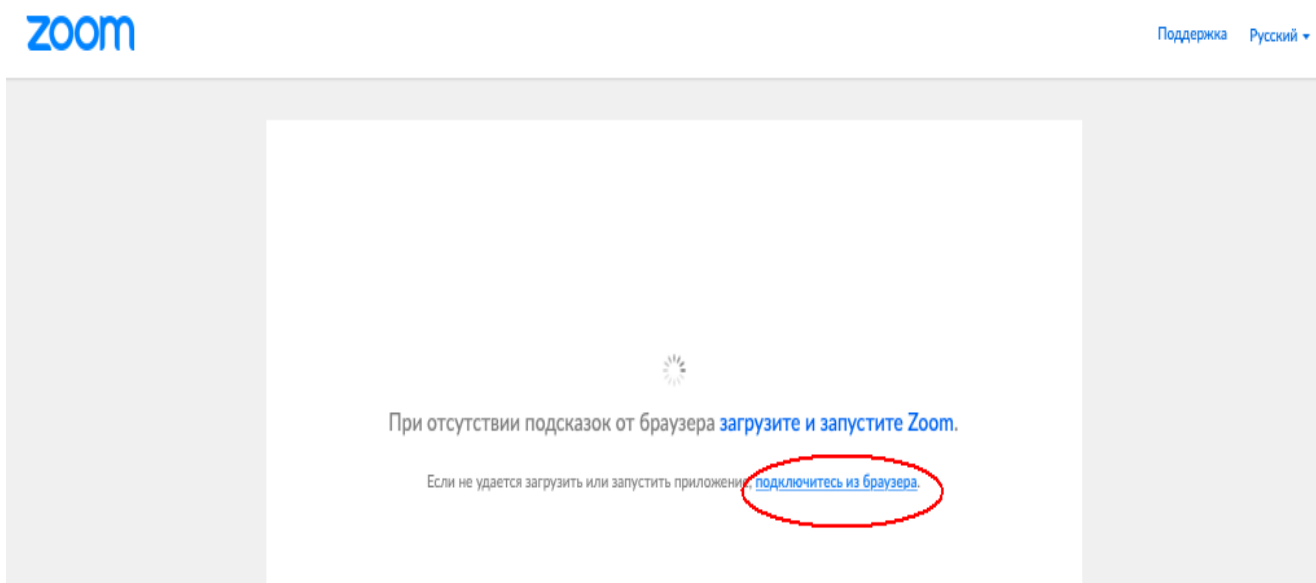 zoom
Поддержка Русский
При отсутствии подсказок от браузера загрузите и запустите Zoom.
Если не удается загрузить или запустить приложение, подключитесь из браузера.